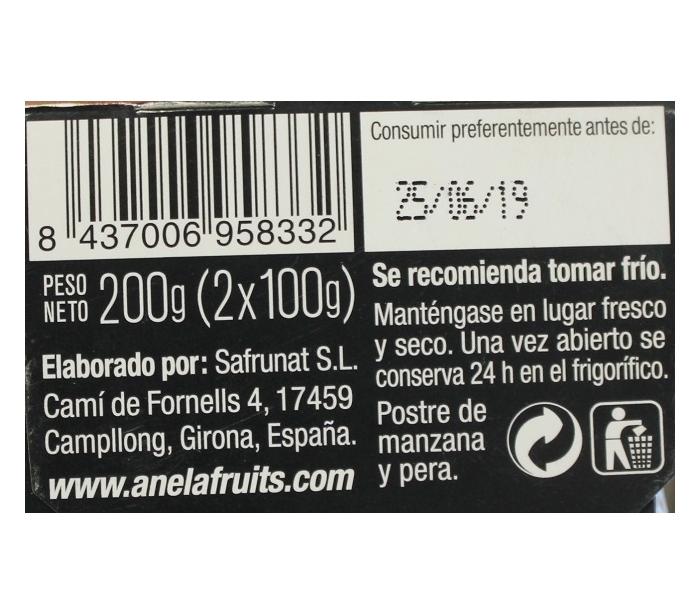 8 437006 958332
Consumir preferentemente antes de:
25/06/19
PESO
NETO 200g (2x100g)
Elaborado por: Safrunat S.L.
Camí de Fornells 4, 17459
Campllong, Girona, España.
www.anelafruits.com
Se recomienda tomar frío.
Manténgase en lugar fresco
y seco. Una vez abierto se
conserva 24 h en el frigorífico.
Postre de
manzana
y pera.